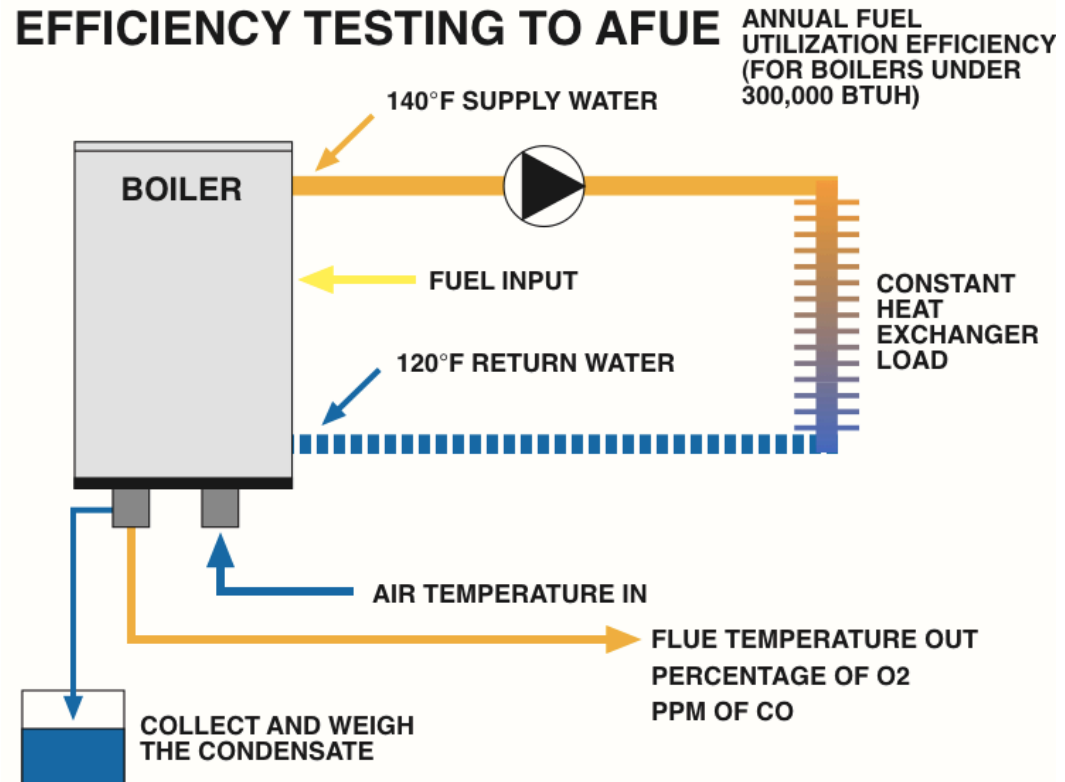 EFFICIENCY TESTING TO AFUE
ANNUAL FUEL
UTILIZATION EFFICIENCY
(FOR BOILERS UNDER
300,000 BTUH)
140°F SUPPLY WATER
BOILER
FUEL INPUT
CONSTANT
HEAT
EXCHANGER
LOAD
120°F RETURN WATER
AIR TEMPERATURE IN
FLUE TEMPERATURE OUT
PERCENTAGE OF O2
PPM OF CO
COLLECT AND WEIGH
THE CONDENSATE